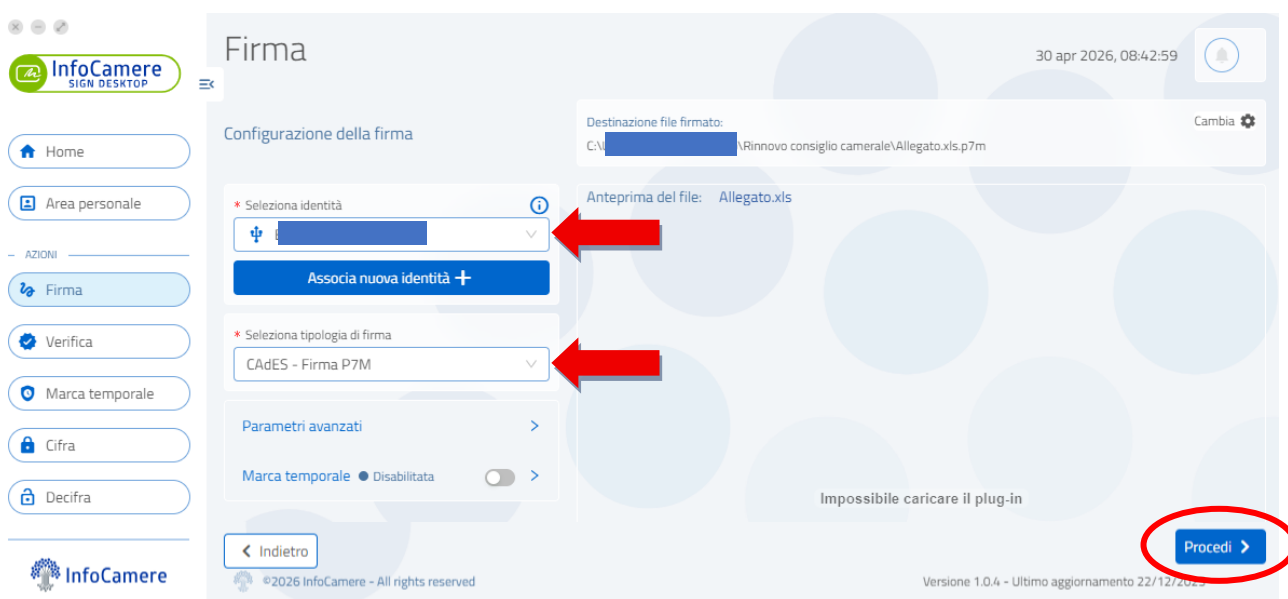 InfoCamere
SIGN DESKTOP
Home
Area personale
AZIONI
Firma
Verifica
Marca temporale
Cifra
Decifra
InfoCamere
Firma
30 apr 2026, 08:42:59
Configurazione della firma
Destinazione file firmato:
Cambia
C:\ \Rinnovo consiglio camerale\Allegato.xls.p7m
* Seleziona identità
Associa nuova identità +
* Seleziona tipologia di firma
CAdES - Firma P7M
Parametri avanzati
Marca temporale Disabilitata
Anteprima del file: Allegato.xls
Impossibile caricare il plug-in
Indietro
Procedi
©2026 InfoCamere - All rights reserved
Versione 1.0.4 - Ultimo aggiornamento 22/12/2025